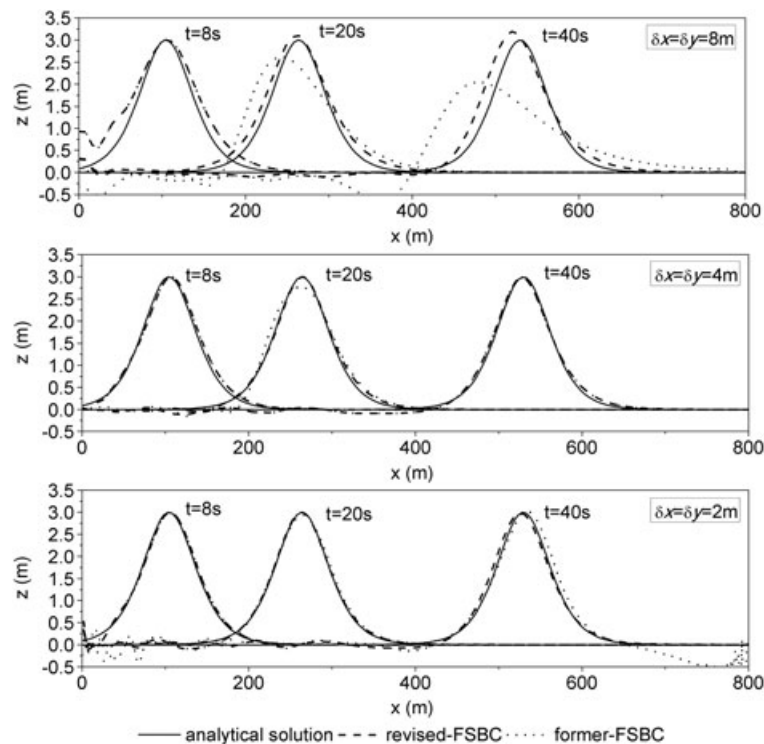 3.5
3.0
2.5
2.0
1.5
1.0
0.5
0.0
-0.5
z (m)
t=8s
t=20s
t=40s
δx=δy=8m
0 200 400 600 800
x (m)
3.5
3.0
2.5
2.0
1.5
1.0
0.5
0.0
-0.5
z (m)
t=8s
t=20s
t=40s
δx=δy=4m
0 200 400 600 800
x (m)
3.5
3.0
2.5
2.0
1.5
1.0
0.5
0.0
-0.5
z (m)
t=8s
t=20s
t=40s
δx=δy=2m
0 200 400 600 800
x (m)
analytical solution revised-FSBC former-FSBC